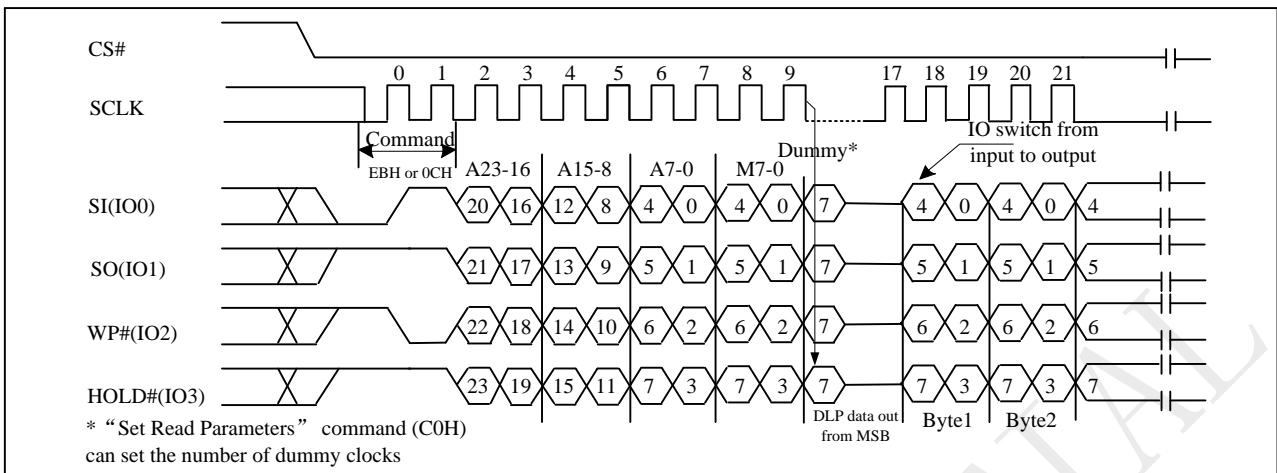 CS#
0 1 2 3 4 5 6 7 8 9 17 18 19 20 21
SCLK
Command
IO switch from
input to output
Dummy*
EBH or 0CH A23-16 A15-8 A7-0 M7-0
SI(IO0) 20 16 12 8 4 0 4 0 7 4 0 4 0 4
SO(IO1) 21 17 13 9 5 1 5 1 7 5 1 5 1 5
WP#(IO2) 22 18 14 10 6 2 6 2 7 6 2 6 2 6
HOLD#(IO3) 23 19 15 11 7 3 7 3 7 7 3 7 3 7
DLP data out
from MSB
Byte1 Byte2
* “Set Read Parameters” command (C0H)
can set the number of dummy clocks